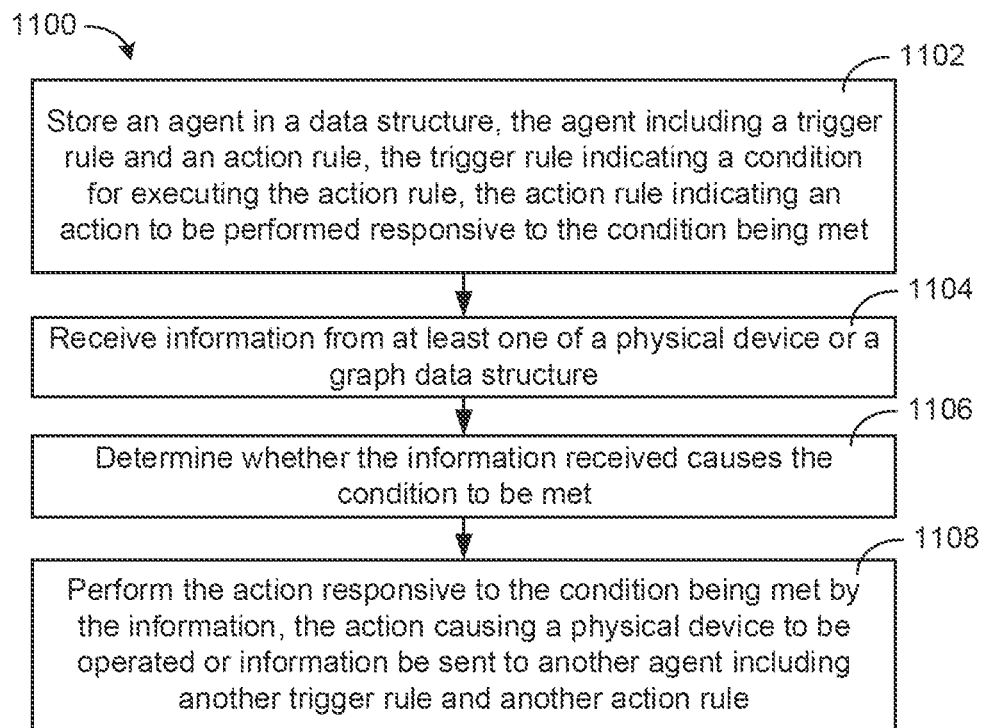 1100
1102
Store an agent in a data structure, the agent including a trigger
rule and an action rule, the trigger rule indicating a condition
for executing the action rule, the action rule indicating an
action to be performed responsive to the condition being met
1104
Receive information from at least one of a physical device or a
graph data structure
1106
Determine whether the information received causes the
condition to be met
1108
Perform the action responsive to the condition being met by
the information, the action causing a physical device to be
operated or information be sent to another agent including
another trigger rule and another action rule